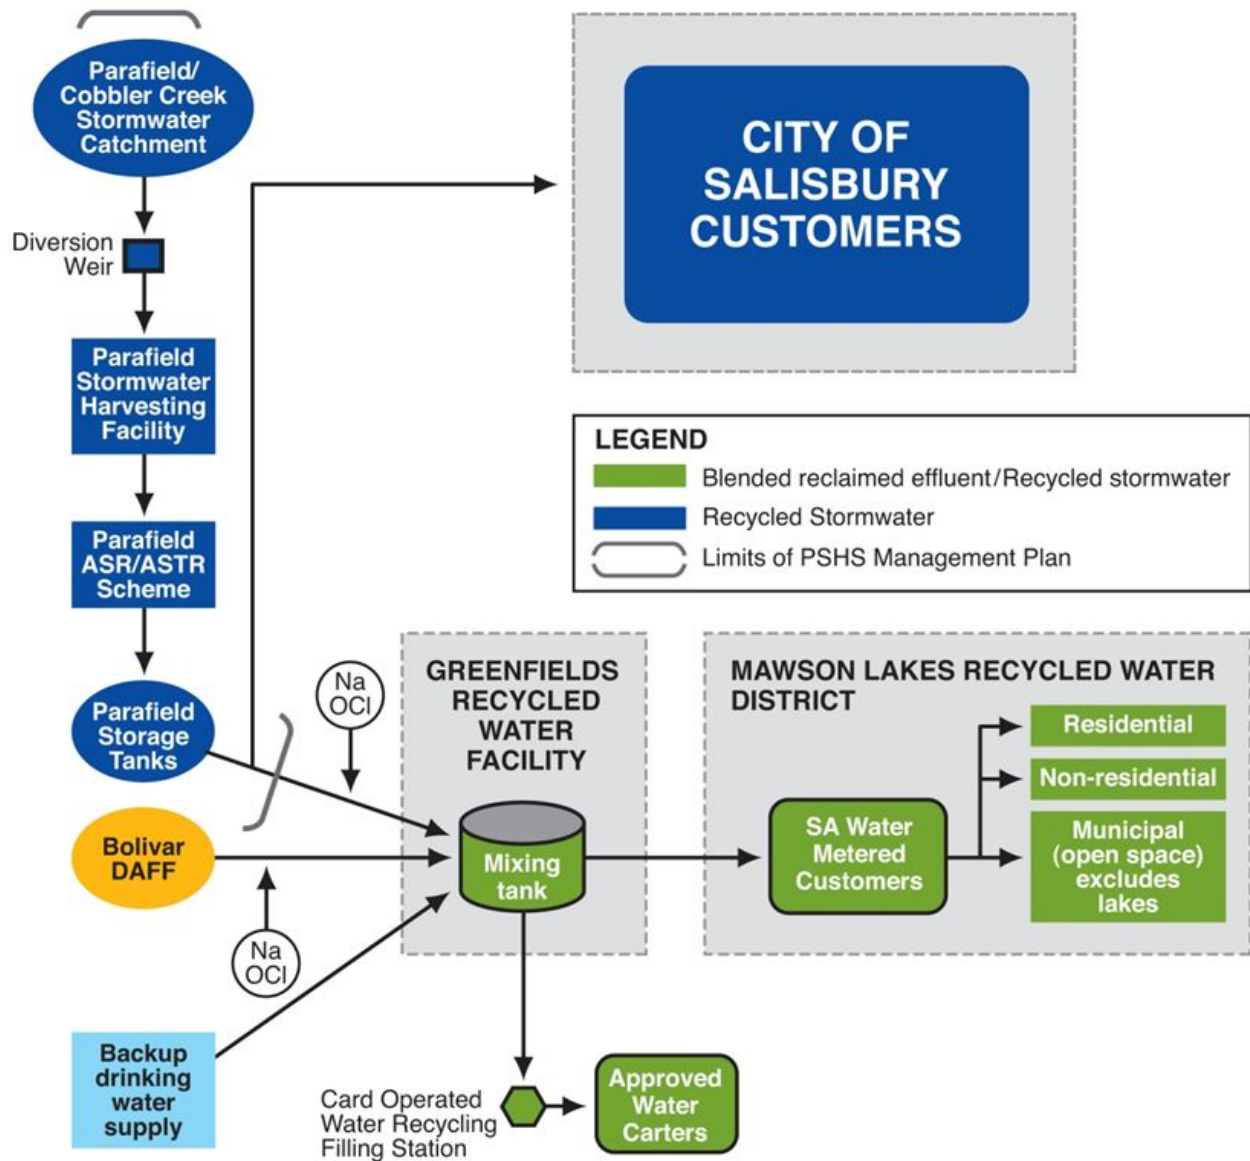 Parafield/
Cobbler Creek
Stormwater
Catchment
Diversion
Weir
Parafield
Stormwater
Harvesting
Facility
Parafield
ASR/ASTR
Scheme
Parafield
Storage
Tanks
Na
OCl
Bolivar
DAFF
Na
OCl
Backup
drinking
water
supply
CITY OF
SALISBURY
CUSTOMERS
LEGEND
Blended reclaimed effluent/Recycled stormwater
Recycled Stormwater
Limits of PSHS Management Plan
GREENFIELDS
RECYCLED
WATER
FACILITY
Mixing
tank
Card Operated
Water Recycling
Filling Station
Approved
Water
Carters
MAWSON LAKES RECYCLED WATER
DISTRICT
SA Water
Metered
Customers
Residential
Non-residential
Municipal
(open space)
excludes
lakes